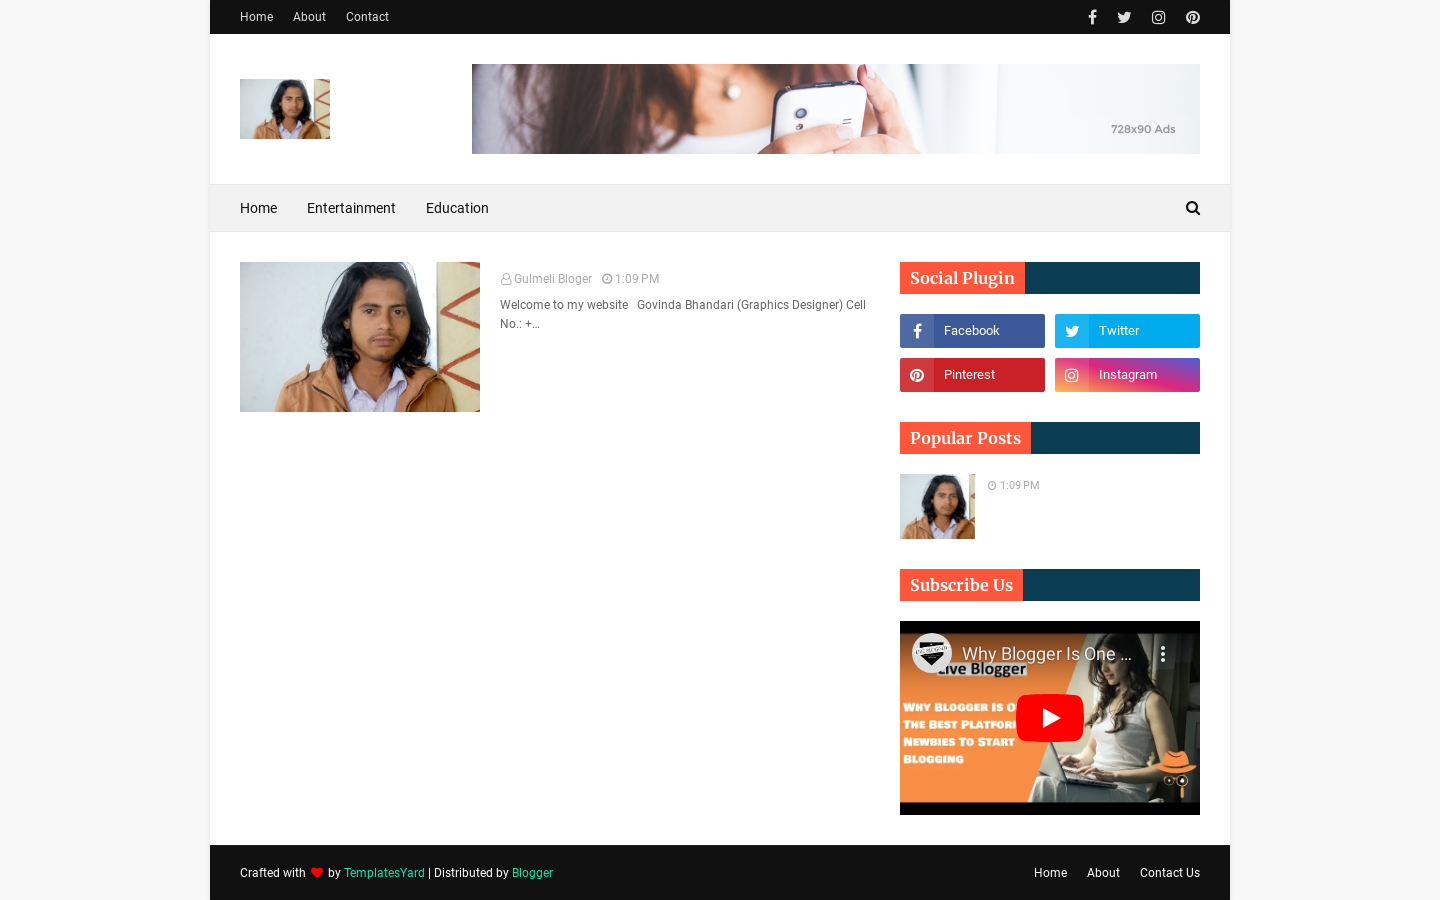 Home About Contact
728x90 Ads
Home Entertainment Education
Gulmeli Bloger 1:09 PM
Welcome to my website Govinda Bhandari (Graphics Designer) Cell
No.: +...
Social Plugin
Facebook Twitter
Pinterest Instagram
Popular Posts
1:09 PM
Subscribe Us
Why Blogger Is One ...
Live Blogger
Why Blogger Is O
The Best Platfor
Newbies To Start
Blogging
Crafted with by TemplatesYard | Distributed by Blogger
Home About Contact Us